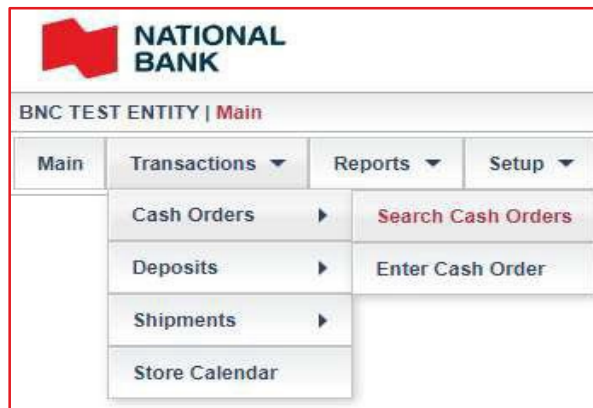 NATIONAL
BANK
BNC TEST ENTITY | Main
Main Transactions Reports Setup
Cash Orders Search Cash Orders
Deposits Enter Cash Order
Shipments
Store Calendar